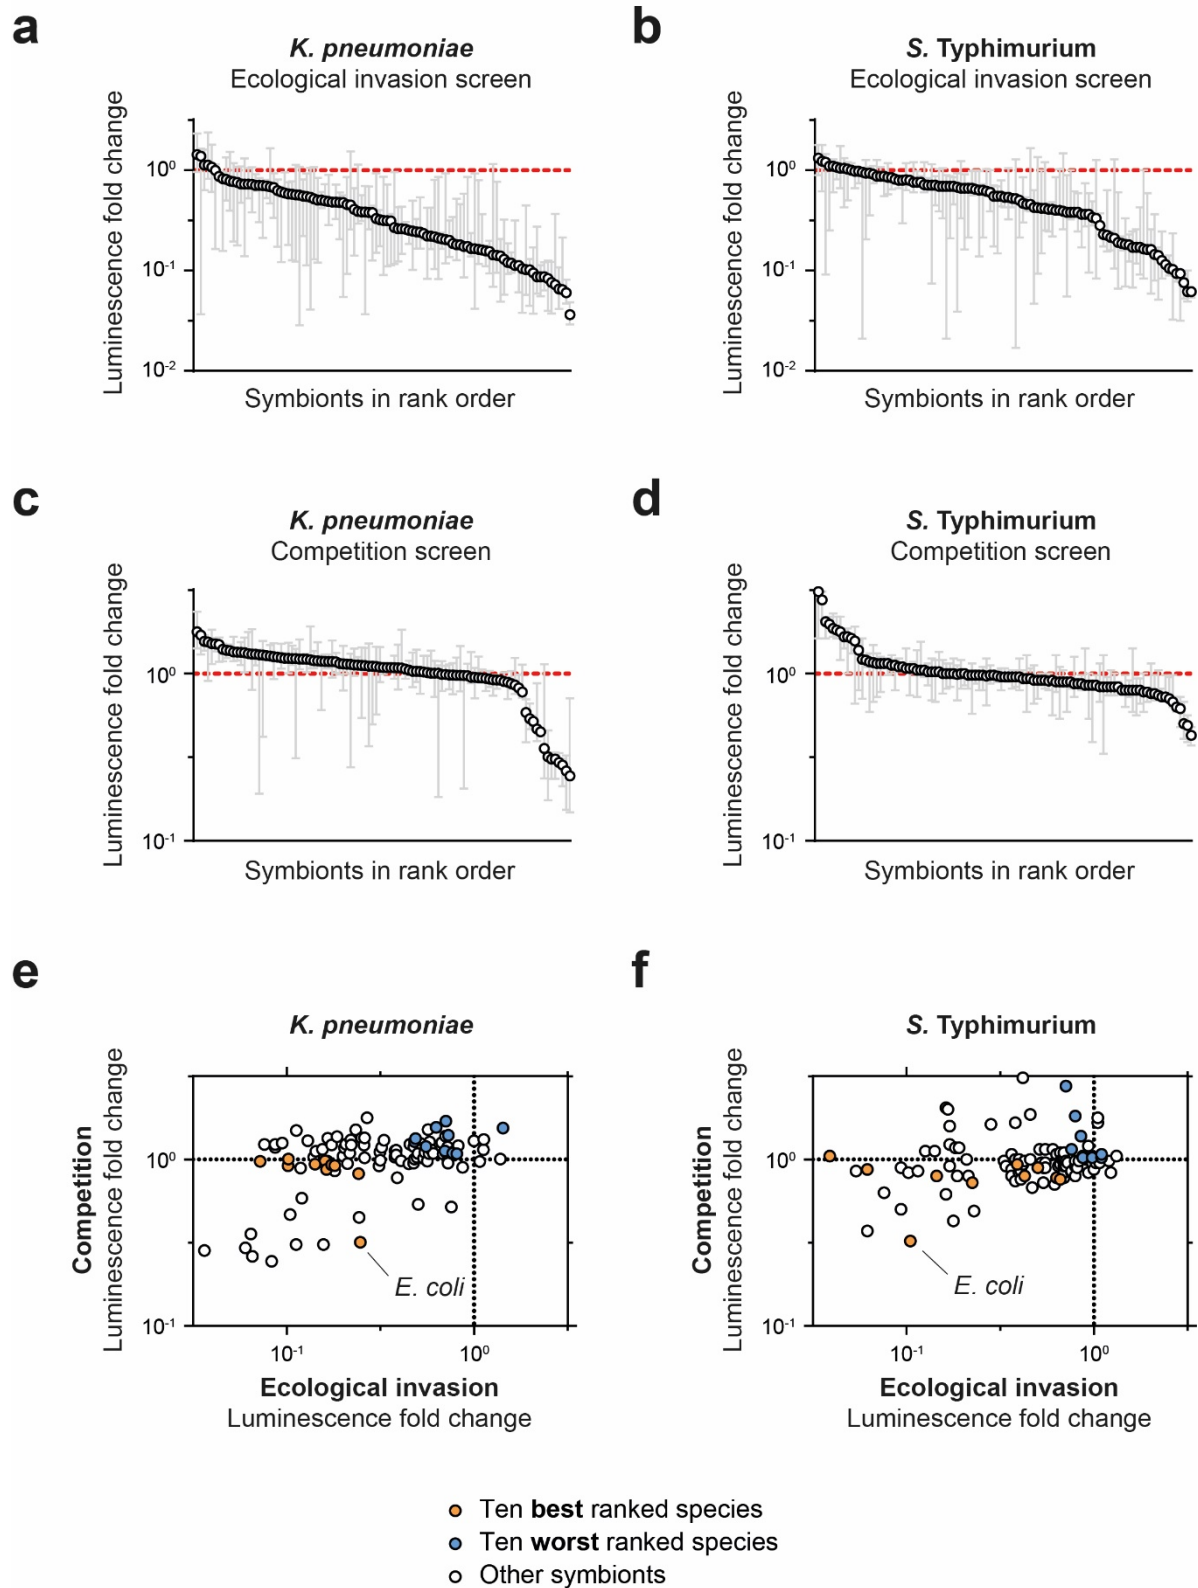 a
K. pneumoniae
Ecological invasion screen
Luminescence fold change
10⁰
10⁻¹
10⁻²
Symbionts in rank order
b
S. Typhimurium
Ecological invasion screen
Luminescence fold change
10⁰
10⁻¹
10⁻²
Symbionts in rank order
c
K. pneumoniae
Competition screen
Luminescence fold change
10⁰
10⁻¹
Symbionts in rank order
d
S. Typhimurium
Competition screen
Luminescence fold change
10⁰
10⁻¹
Symbionts in rank order
e
K. pneumoniae
Competition
Luminescence fold change
10⁰
10⁻¹
E. coli
10⁻¹
10⁰
Ecological invasion
Luminescence fold change
f
S. Typhimurium
Competition
Luminescence fold change
10⁰
10⁻¹
E. coli
10⁻¹
10⁰
Ecological invasion
Luminescence fold change
Ten best ranked species
Ten worst ranked species
Other symbionts